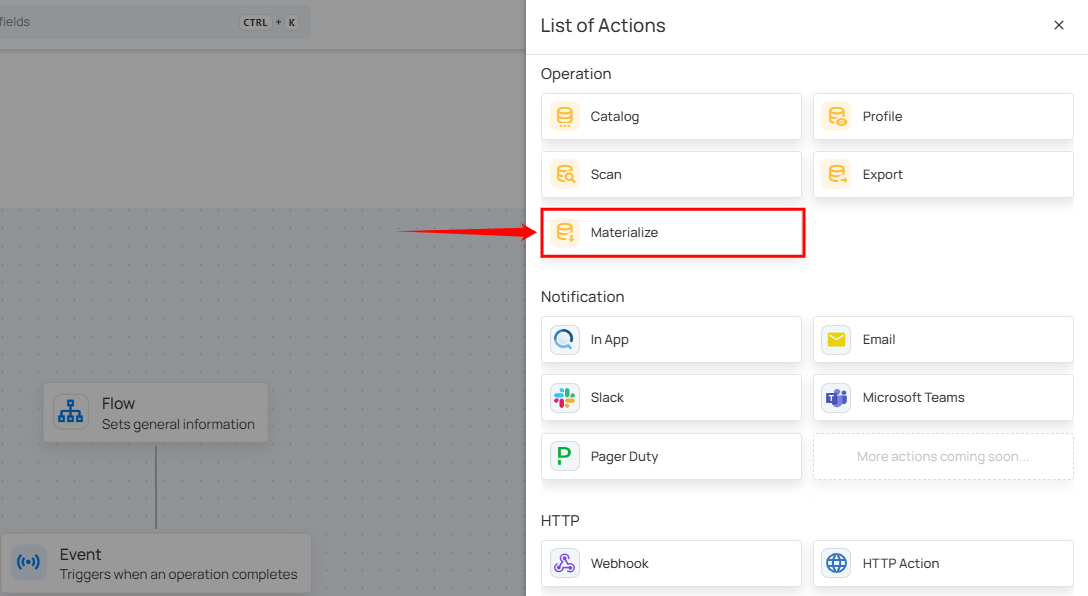 fields
CTRL + K
List of Actions
Operation
Catalog
Profile
Scan
Export
Materialize
Notification
In App
Email
Slack
Microsoft Teams
Pager Duty
More actions coming soon...
HTTP
Webhook
HTTP Action
Flow
Sets general information
Event
Triggers when an operation completes